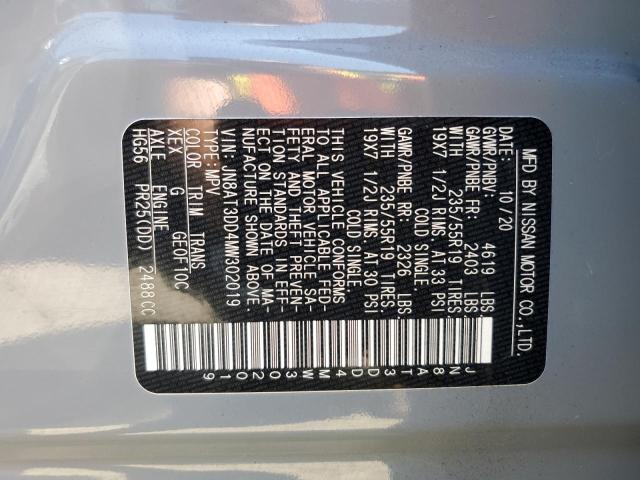 MFD BY NISSAN MOTOR CO.,LTD.
10/20
GVWR/PNBV: 4619 LBS.
GAWR/PNBE FR: 2403 LBS.
WITH 235/55R19 TIRES,
19X7 1/2J RIMS AT 33 PSI
COLD SINGLE.
GAWR/PNBE RR: 2326 LBS.
WITH 235/55R19 TIRES,
19X7 1/2J RIMS AT 30 PSI
COLD SINGLE.
THIS VEHICLE CONFORMS
TO ALL APPLICABLE FED-
ERAL MOTOR VEHICLE SA-
FETY AND THEFT PREVEN-
TION STANDARDS IN EFF-
ECT ON THE DATE OF MA-
NUFACTURE SHOWN ABOVE.
VIN: JN8AT3DD4MW302019
TYPE: MPV
COLOR TRIM TRANS
XEX G GE0F10C
AXLE ENGINE
HG56 PR25(DD) 2488CC
JN8AT3DD4MW302019